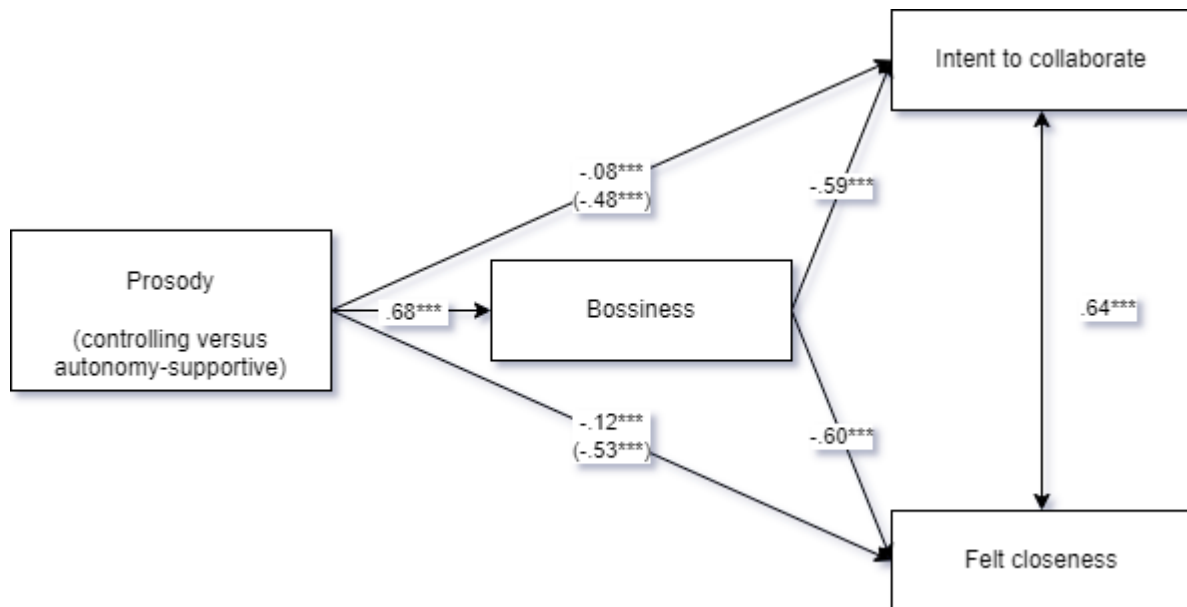 Intent to collaborate
-.08***
(-.48***)
-.59***
Prosody
(controlling versus
autonomy-supportive)
.68***
Bossiness
.64***
-.12***
(-.53***)
-.60***
Felt closeness